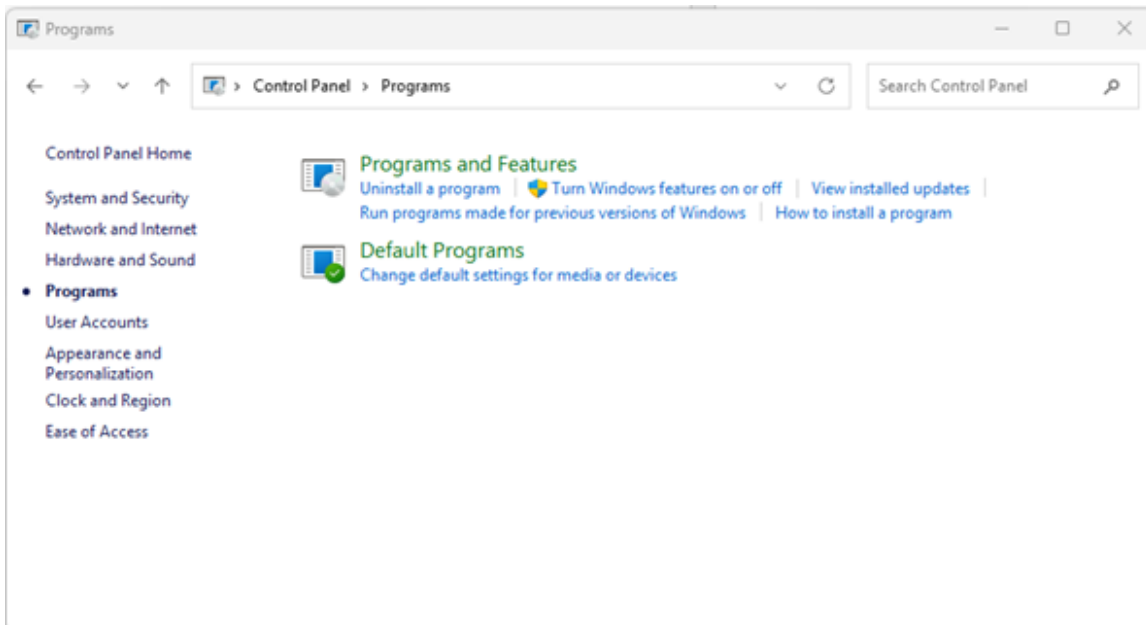 Programs
Control Panel > Programs
Search Control Panel
Control Panel Home
System and Security
Network and Internet
Hardware and Sound
Programs
User Accounts
Appearance and
Personalization
Clock and Region
Ease of Access
Programs and Features
Uninstall a program | Turn Windows features on or off | View installed updates |
Run programs made for previous versions of Windows | How to install a program
Default Programs
Change default settings for media or devices